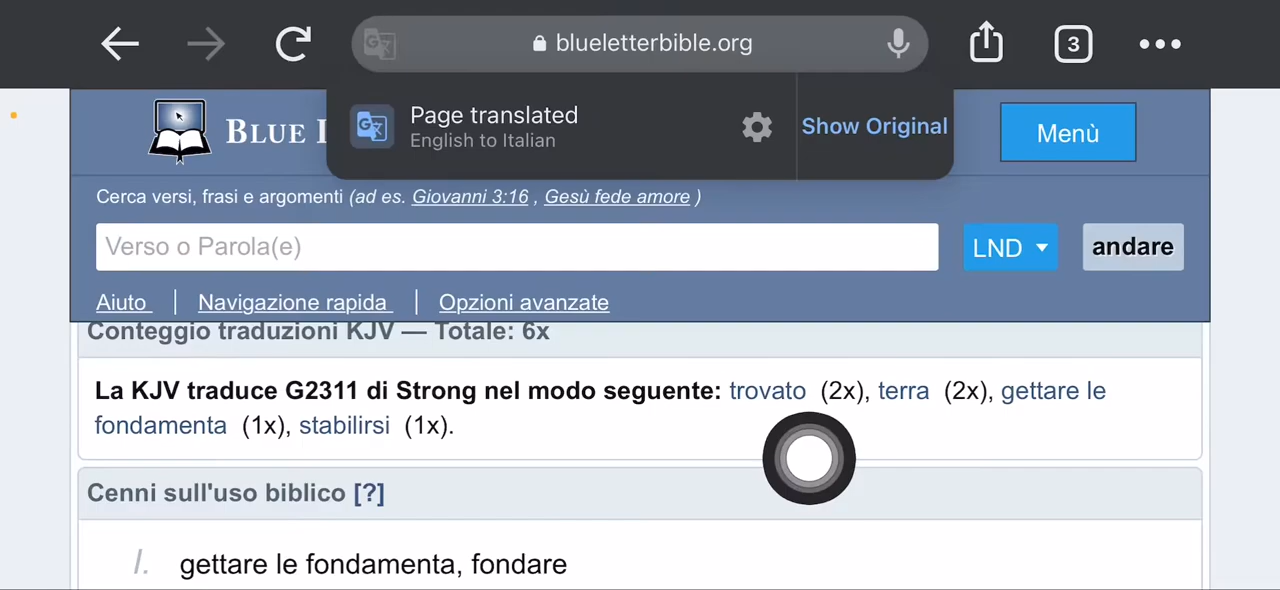 blueletterbible.org
3
Page translated
English to Italian
Show Original
BLUE
Menù
Cerca versi, frasi e argomenti (ad es. Giovanni 3:16 , Gesù fede amore )
Verso o Parola(e)
LND
andare
Aiuto | Navigazione rapida | Opzioni avanzate
Conteggio traduzioni KJV — Totale: 6x
La KJV traduce G2311 di Strong nel modo seguente: trovato (2x), terra (2x), gettare le
fondamenta (1x), stabilirsi (1x).
Cenni sull'uso biblico [?]
I. gettare le fondamenta, fondare